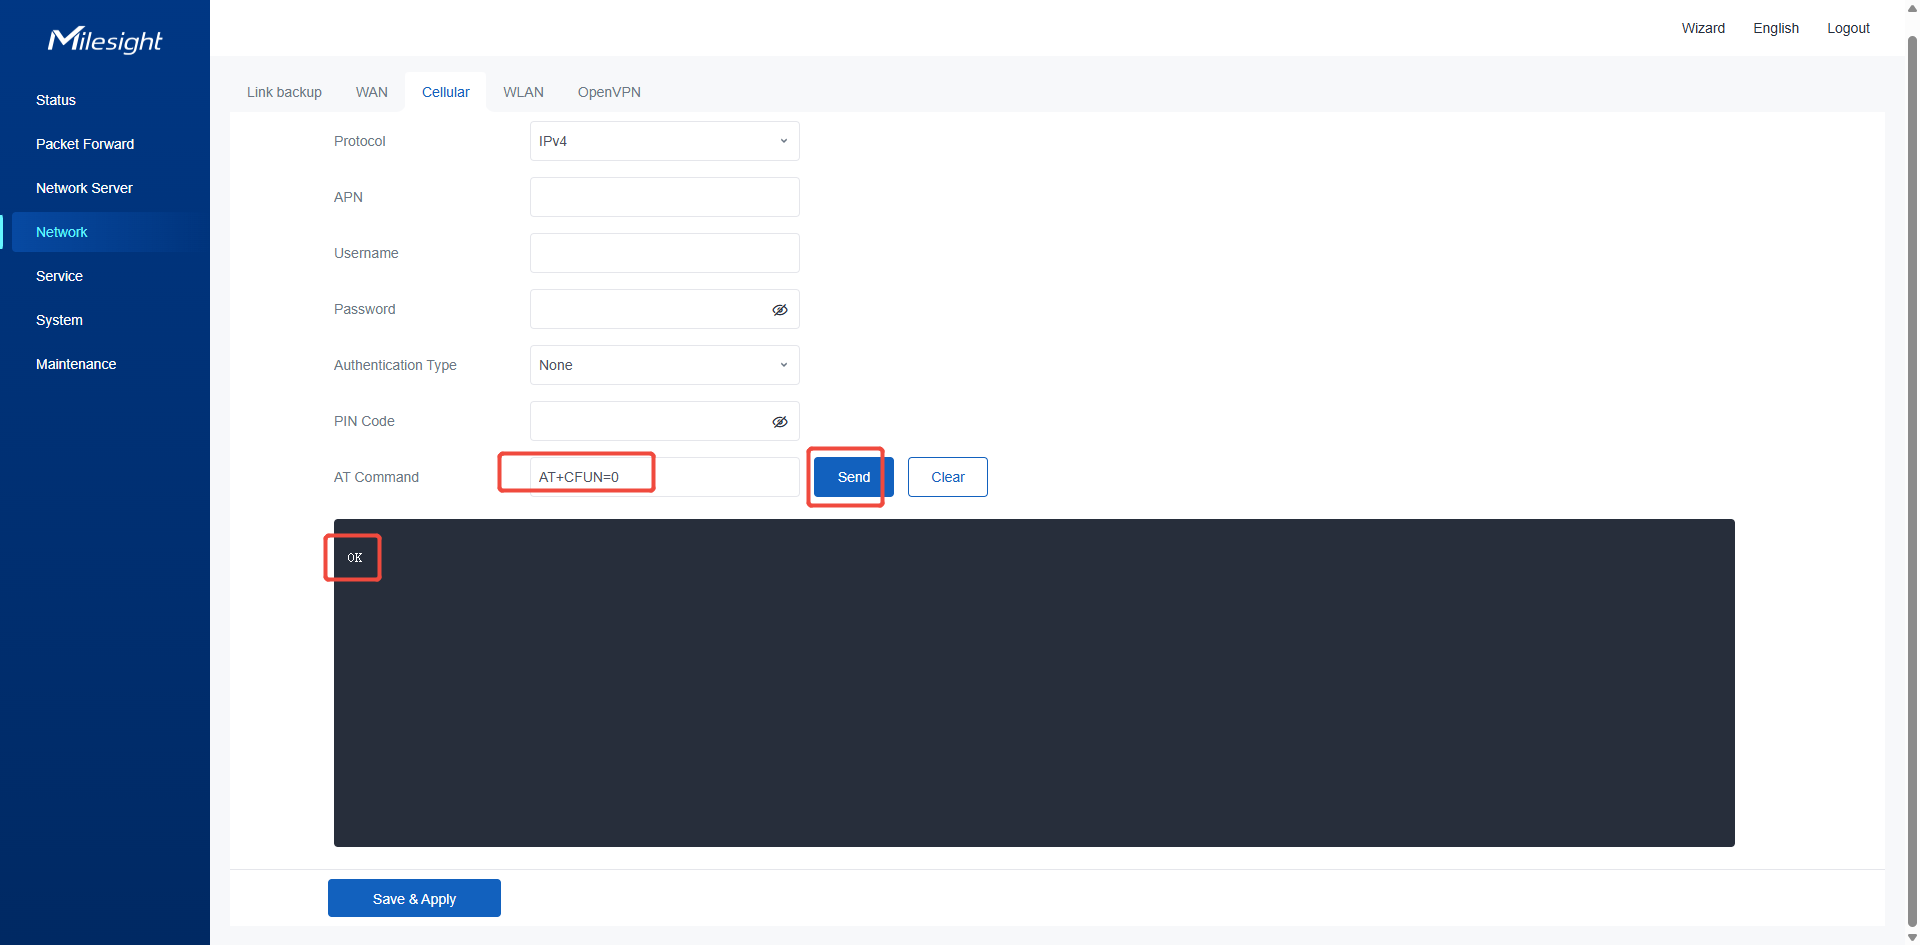 Milesight
Wizard English Logout
Status
Packet Forward
Network Server
Network
Service
System
Maintenance
Link backup WAN Cellular WLAN OpenVPN
Protocol IPv4
APN
Username
Password
Authentication Type None
PIN Code
AT Command AT+CFUN=0 Send Clear
OK
Save & Apply